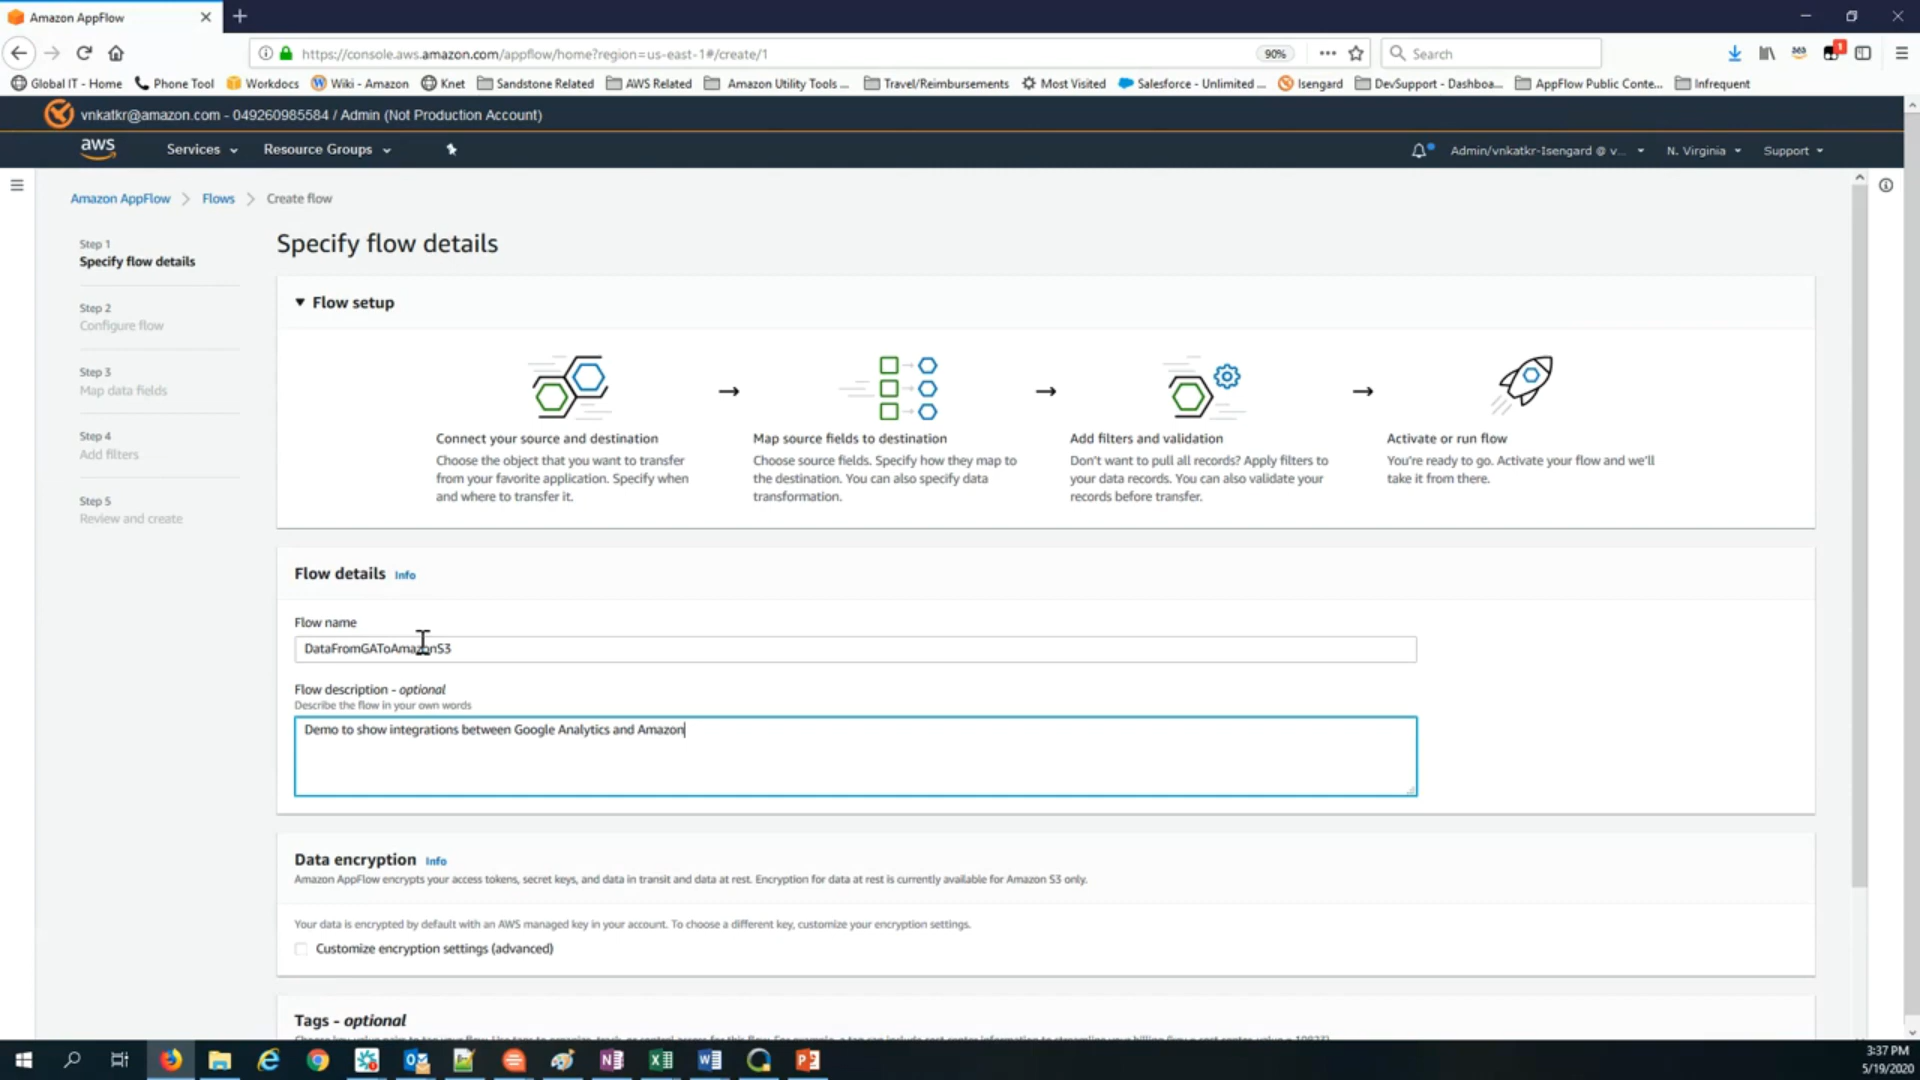 Amazon AppFlow
https://console.aws.amazon.com/appflow/home?region=us-east-1#/create/1
90%
Search
Global IT - Home
Phone Tool
Workdocs
Wiki - Amazon
Knet
Sandstone Related
AWS Related
Amazon Utility Tools ...
Travel/Reimbursements
Most Visited
Salesforce - Unlimited ...
Isengard
DevSupport - Dashboa...
AppFlow Public Conte...
Infrequent
vnkatkr@amazon.com - 049260985584 / Admin (Not Production Account)
aws
Services
Resource Groups
Admin/vnkatkr-Isengard @ v...
N. Virginia
Support
Amazon AppFlow
Flows
Create flow
Step 1
Specify flow details
Step 2
Configure flow
Step 3
Map data fields
Step 4
Add filters
Step 5
Review and create
Specify flow details
Flow setup
Connect your source and destination
Choose the object that you want to transfer
from your favorite application. Specify when
and where to transfer it.
Map source fields to destination
Choose source fields. Specify how they map to
the destination. You can also specify data
transformation.
Add filters and validation
Don't want to pull all records? Apply filters to
your data records. You can also validate your
records before transfer.
Activate or run flow
You're ready to go. Activate your flow and we'll
take it from there.
Flow details Info
Flow name
DataFromGAToAmazonS3
Flow description - optional
Describe the flow in your own words
Demo to show integrations between Google Analytics and Amazon
Data encryption Info
Amazon AppFlow encrypts your access tokens, secret keys, and data in transit and data at rest. Encryption for data at rest is currently available for Amazon S3 only.
Your data is encrypted by default with an AWS managed key in your account. To choose a different key, customize your encryption settings.
Customize encryption settings (advanced)
Tags - optional
3:37 PM
5/19/2020